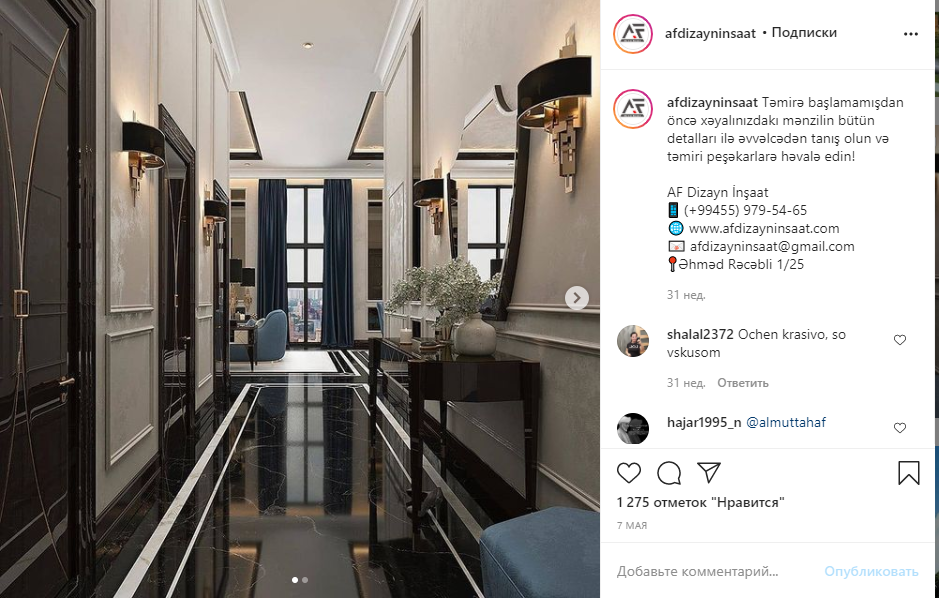 afdizayninsaat • Подписки
afdizayninsaat Təmirə başlamamışdan
öncə xəyalınızdakı mənzilin bütün
detalları ilə əvvəlcədən tanış olun və
təmiri peşəkarlarə həvalə edin!
AF Dizayn İnşaat
(+99455) 979-54-65
www.afdizayninsaat.com
afdizayninsaat@gmail.com
Əhməd Rəcəbli 1/25
31 нед.
shalal2372 Ochen krasivo, so
vskusom
31 нед. Ответить
hajar1995_n @almuttahaf
1 275 отметок "Нравится"
7 МАЯ
Добавьте комментарий... Опубликовать